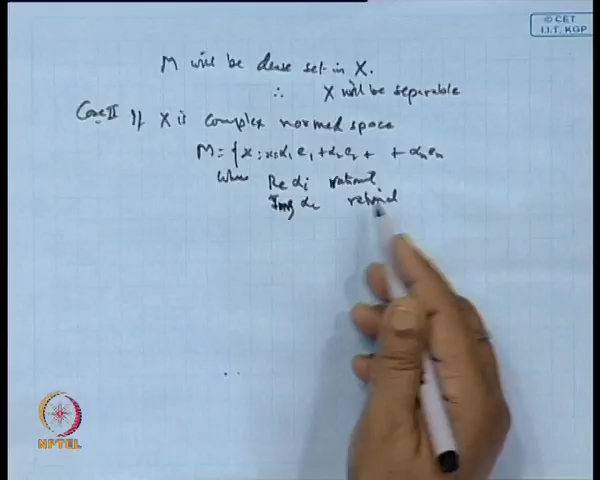 © CET
I.I.T. KGP
M will be dense set in X.
∴ X will be separable
Case II If X is complex normed space
M = { x : x = α₁ e₁ + α₂ e₂ + + αₙ eₙ
where Re αᵢ rational
Img αᵢ rational
NPTEL